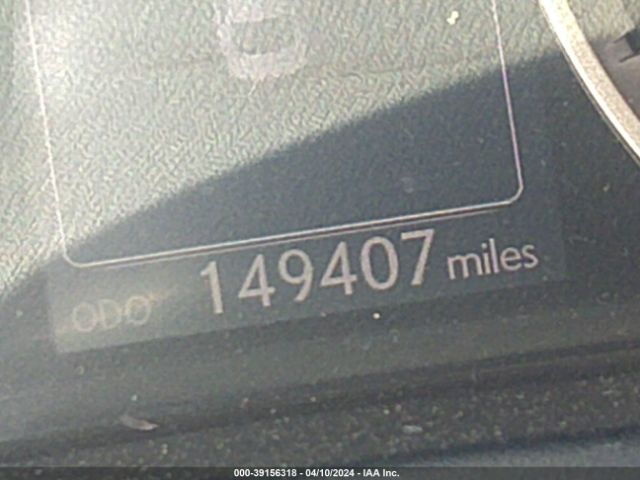 ODO 149407 miles
000-39156318 - 04/10/2024 - IAA Inc.